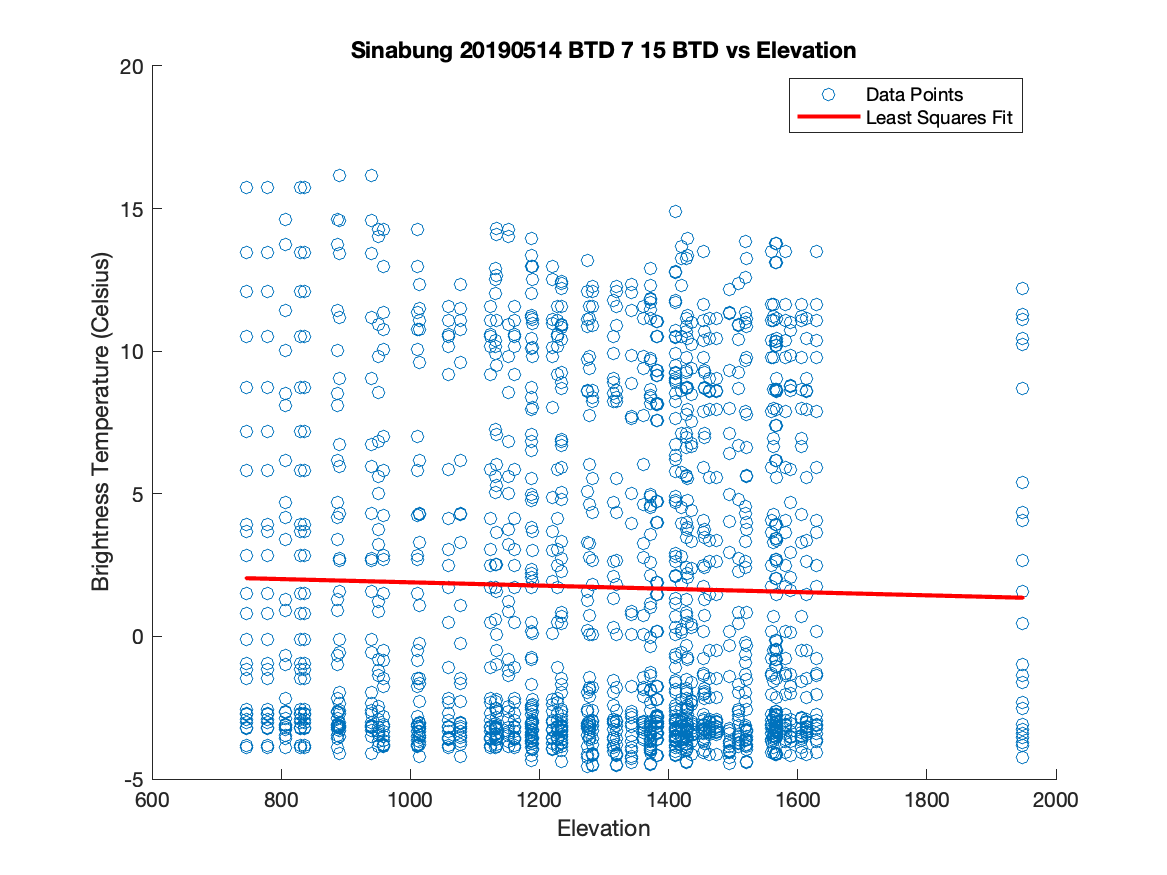 Sinabung 20190514 BTD 7 15 BTD vs Elevation
Data Points
Least Squares Fit
Brightness Temperature (Celsius)
20
15
10
5
0
-5
600 800 1000 1200 1400 1600 1800 2000
Elevation